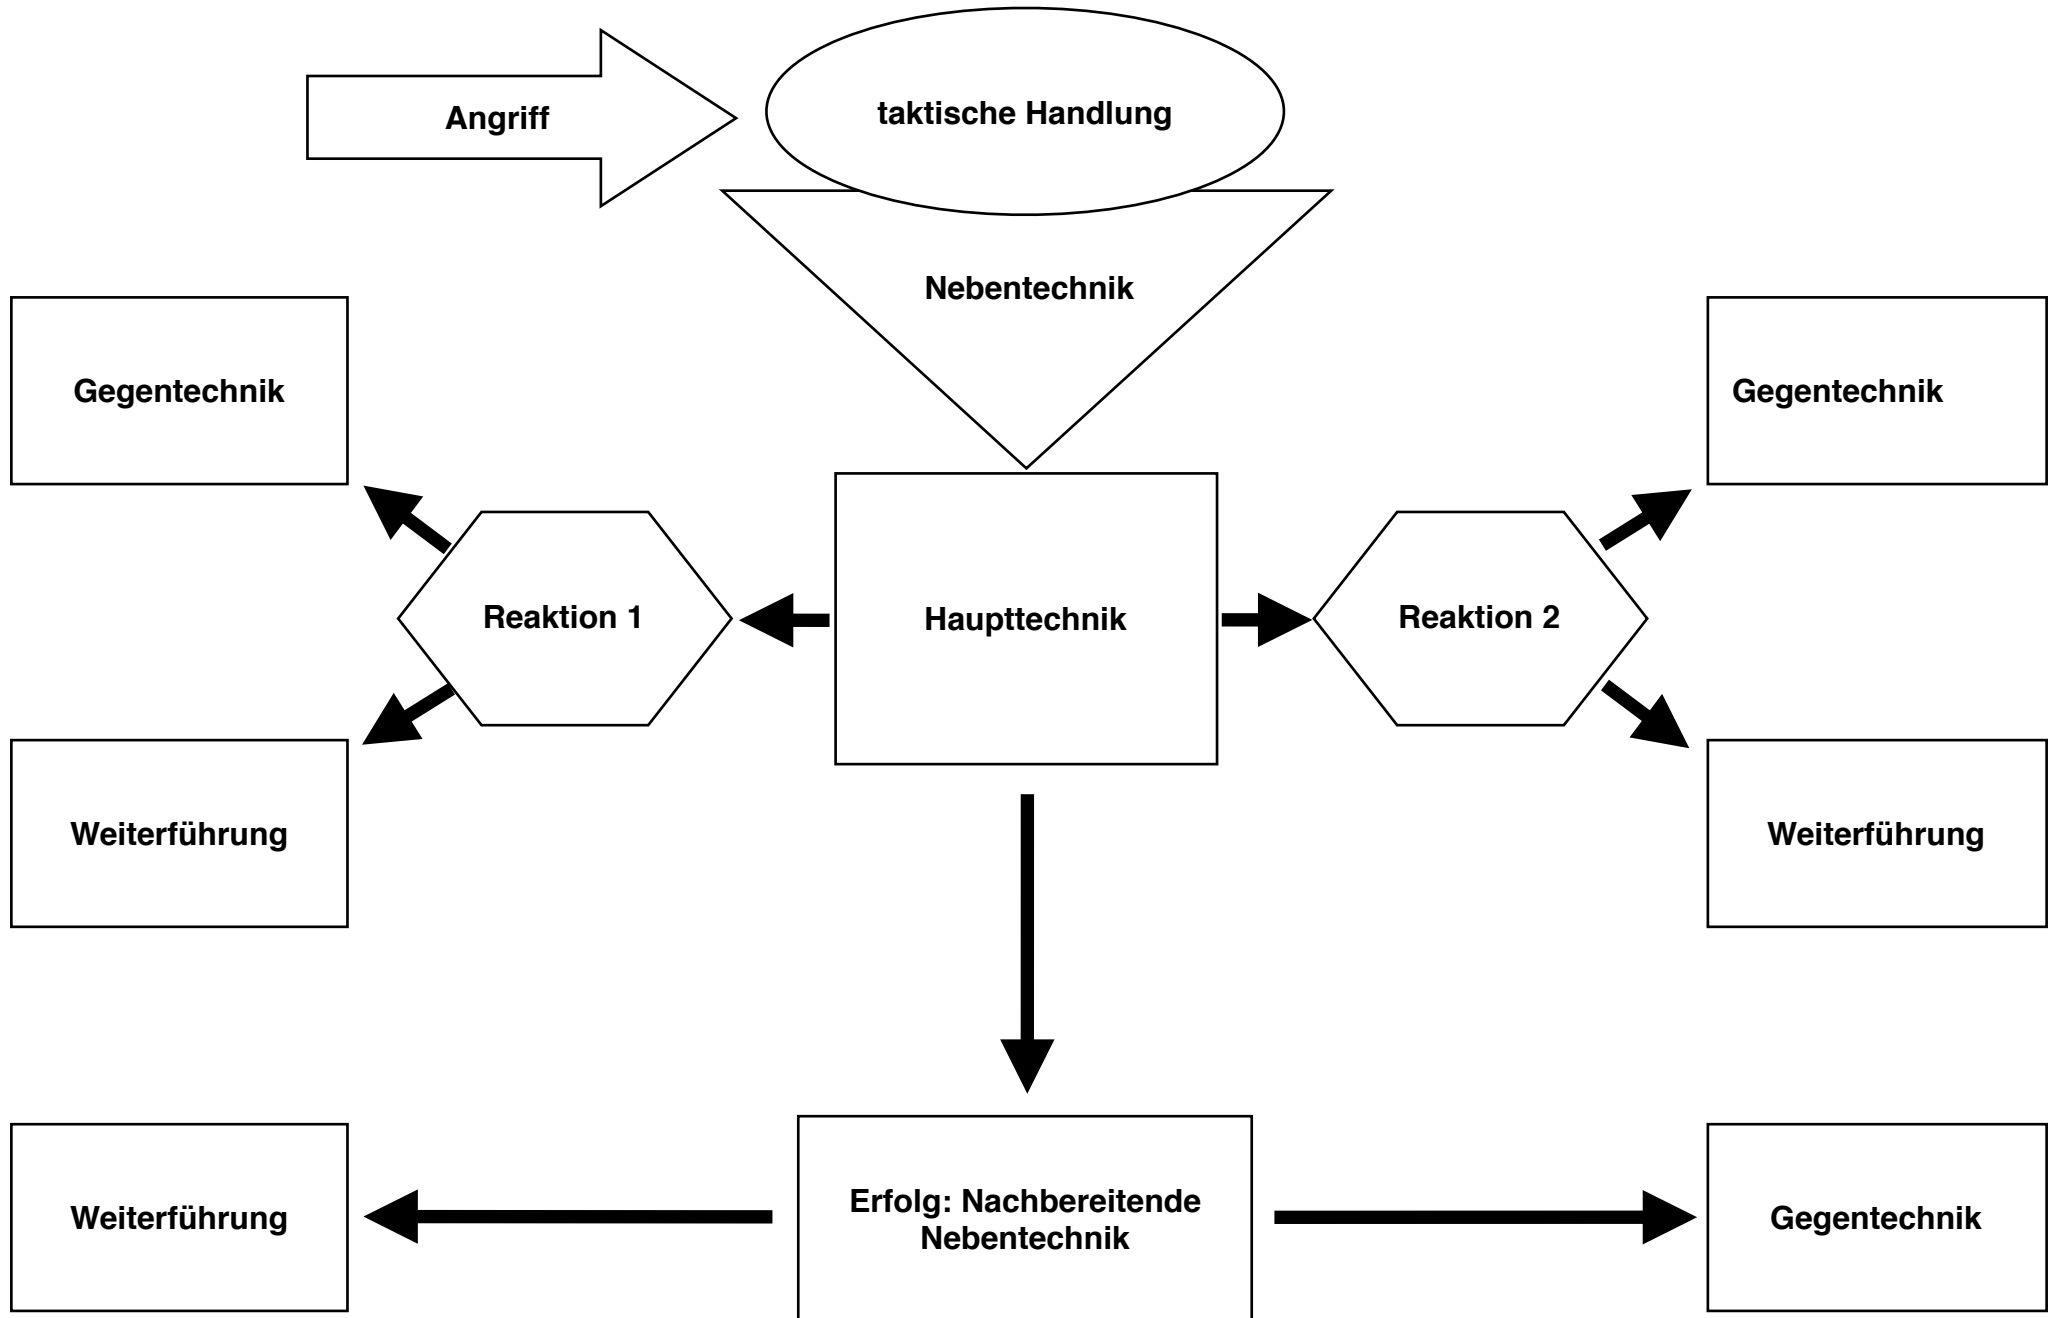 Angriff
taktische Handlung
Nebentechnik
Gegentechnik
Gegentechnik
Reaktion 1
Haupttechnik
Reaktion 2
Weiterführung
Weiterführung
Weiterführung
Erfolg: Nachbereitende
Nebentechnik
Gegentechnik